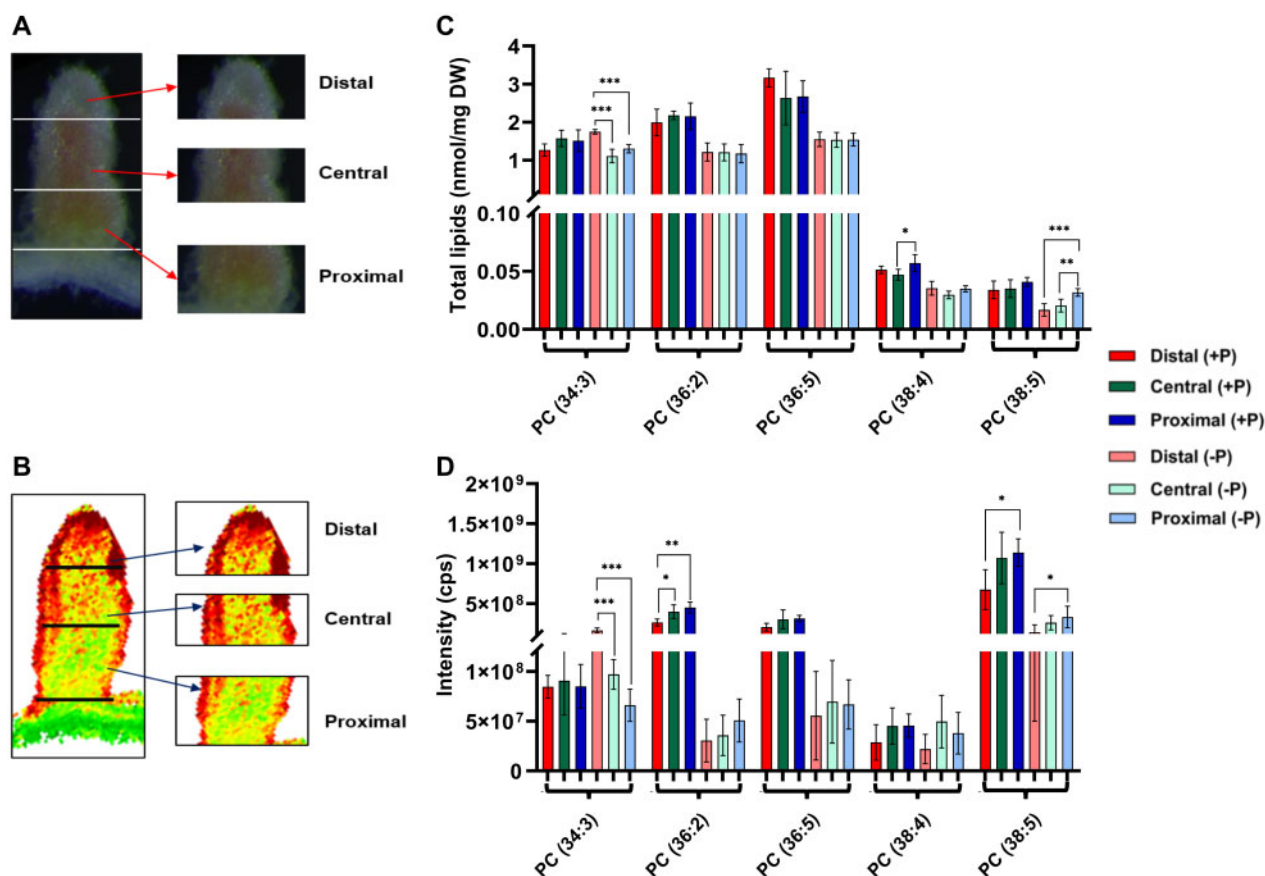 A
Distal
Central
Proximal
B
Distal
Central
Proximal
C
Total lipids (nmol/mg DW)
4
3
2
1
0.10
0.05
0.00
***
***
*
***
**
PC (34:3)
PC (36:2)
PC (36:5)
PC (38:4)
PC (38:5)
Distal (+P)
Central (+P)
Proximal (+P)
Distal (-P)
Central (-P)
Proximal (-P)
D
Intensity (cps)
2×10⁹
1.5×10⁹
1×10⁹
5×10⁸
1×10⁸
5×10⁷
0
***
***
**
*
*
*
PC (34:3)
PC (36:2)
PC (36:5)
PC (38:4)
PC (38:5)